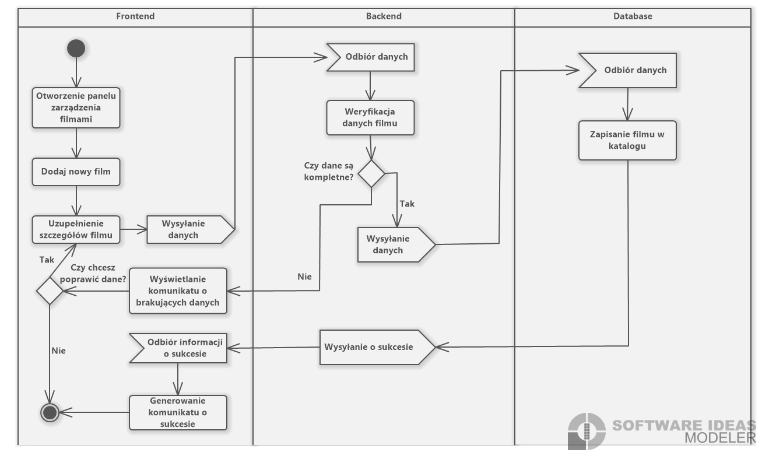 Frontend
Backend
Database
Otworzenie panelu
zarządzenia
filmami
Dodaj nowy film
Uzupełnienie
szczegółów filmu
Wysyłanie
danych
Odbiór danych
Weryfikacja
danych filmu
Czy dane są
kompletne?
Tak
Wysyłanie
danych
Nie
Odbiór danych
Zapisanie filmu w
katalogu
Tak
Czy chcesz
poprawić dane?
Wyświetlanie
komunikatu o
brakujących danych
Nie
Odbiór informacji
o sukcesie
Wysyłanie o sukcesie
Generowanie
komunikatu o
sukcesie
SOFTWARE IDEAS
MODELER